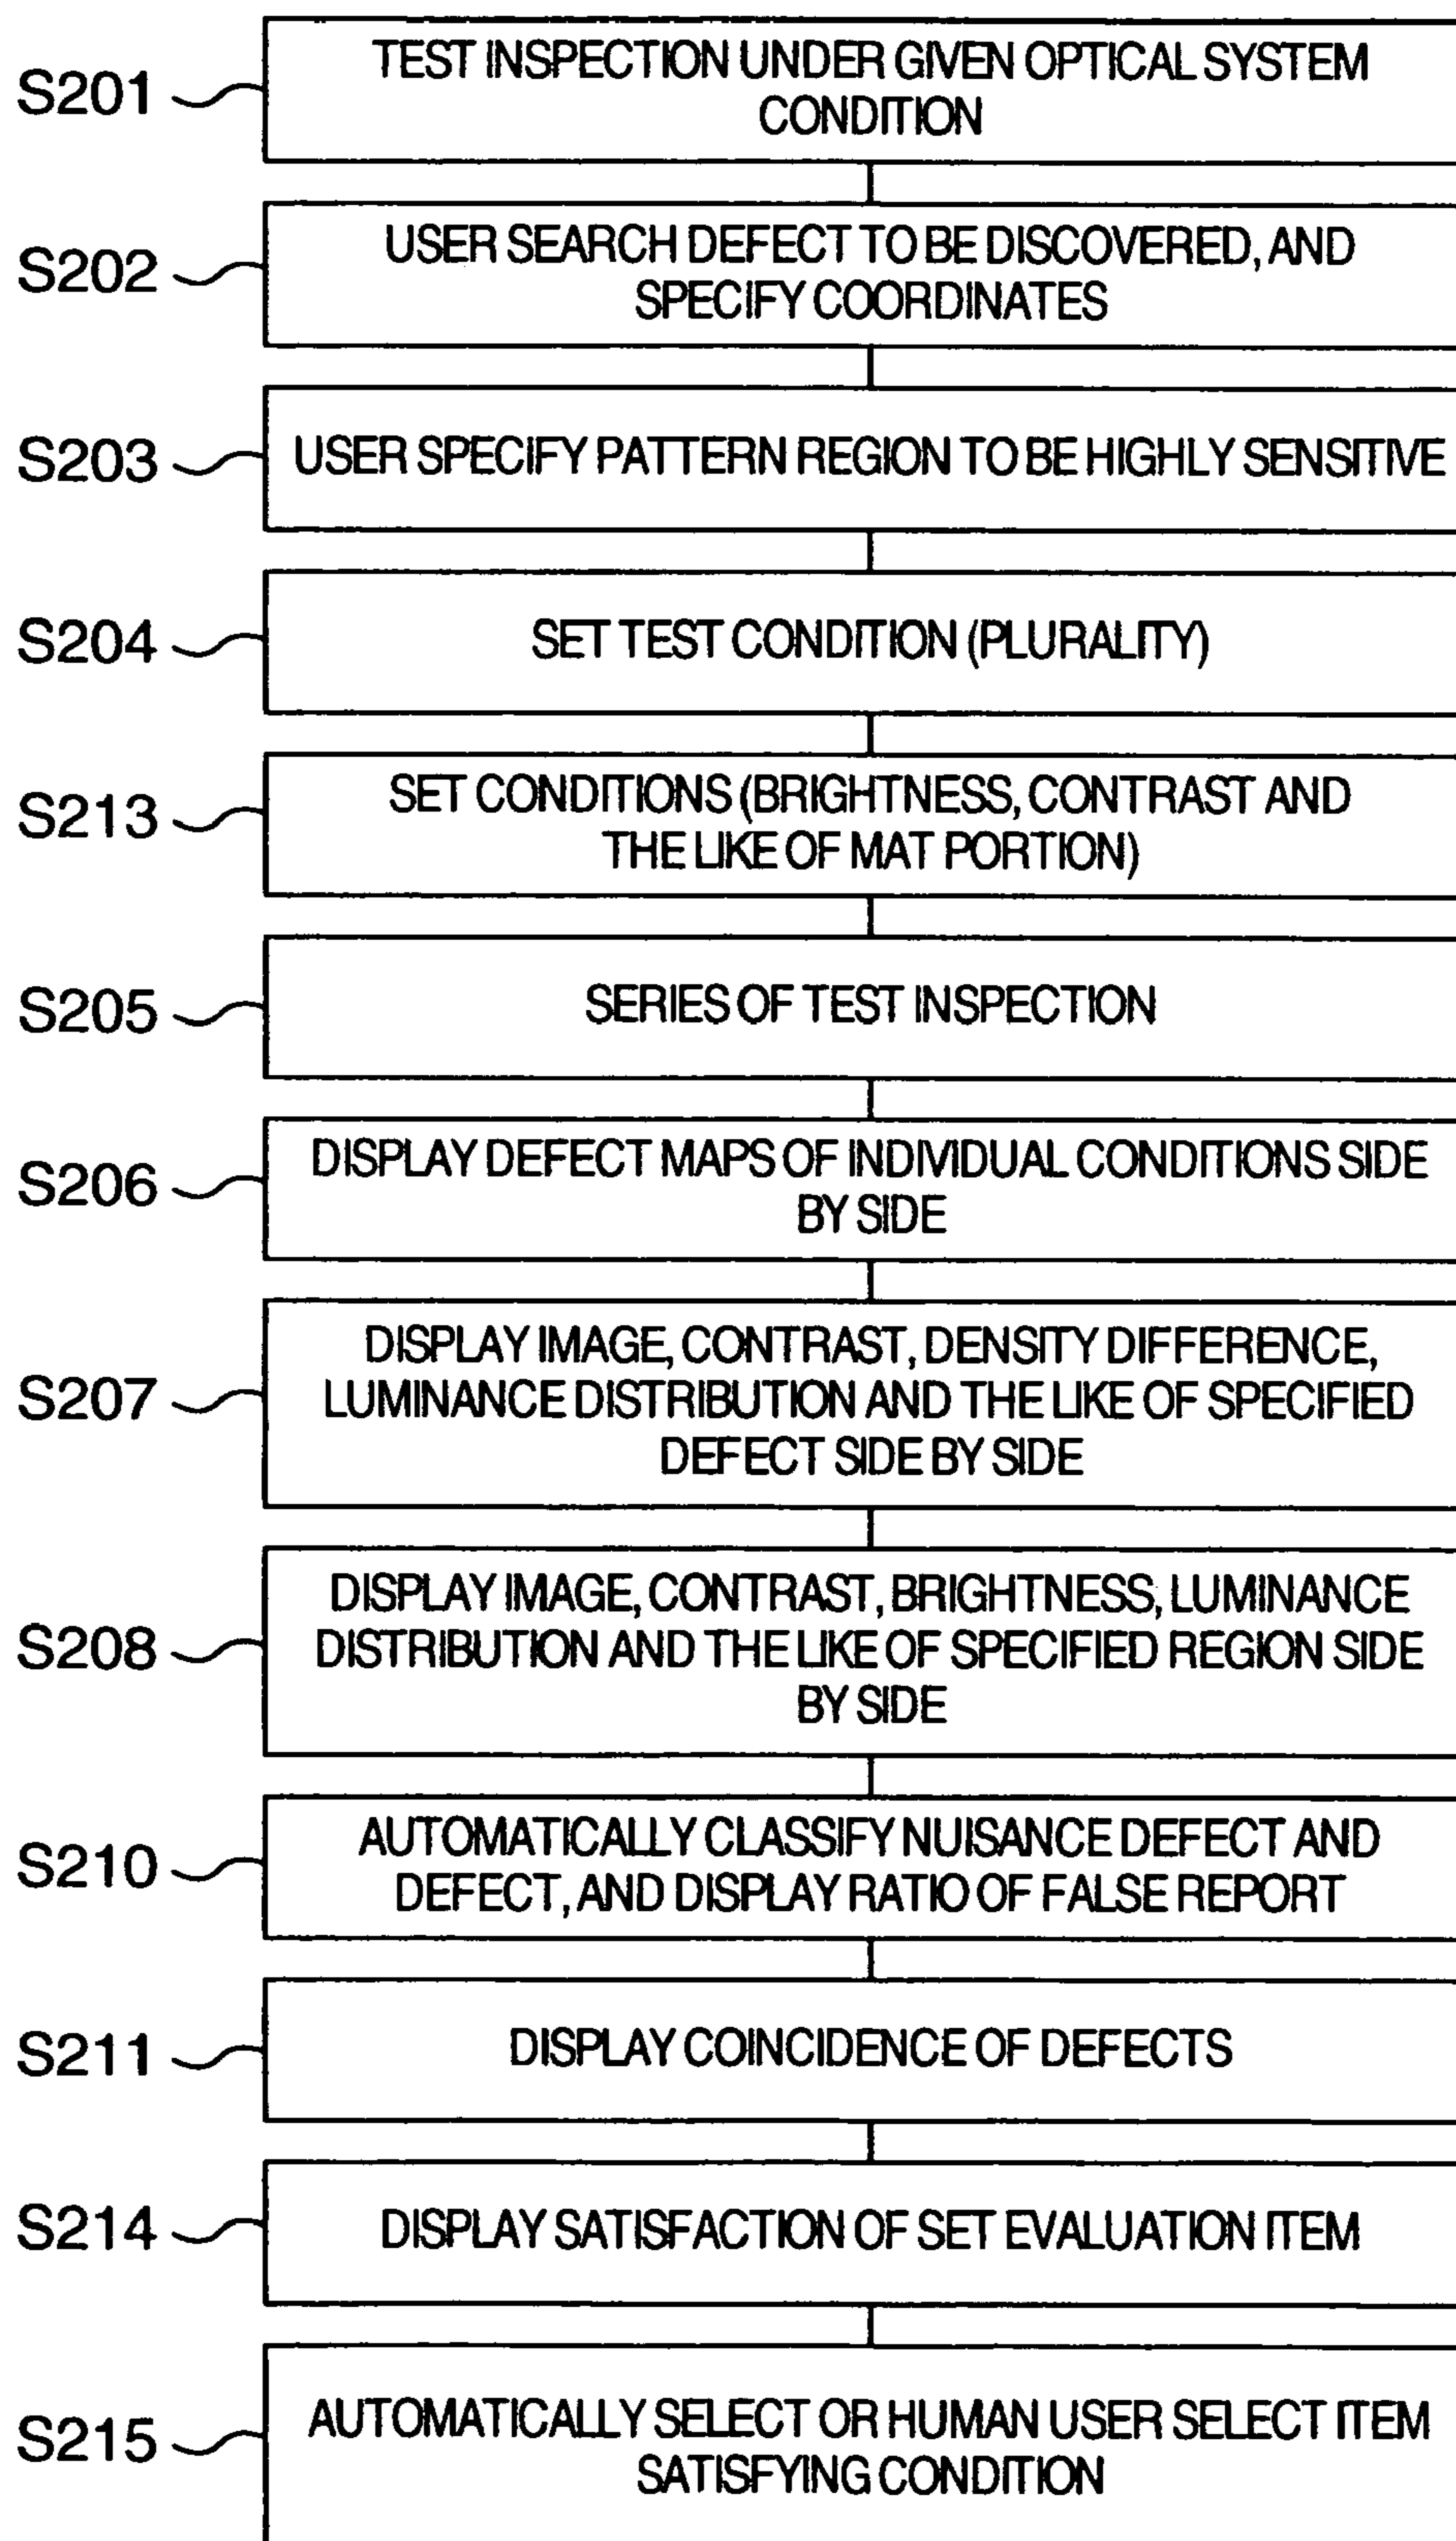 S201
TEST INSPECTION UNDER GIVEN OPTICAL SYSTEM
CONDITION
S202
USER SEARCH DEFECT TO BE DISCOVERED, AND
SPECIFY COORDINATES
S203
USER SPECIFY PATTERN REGION TO BE HIGHLY SENSITIVE
S204
SET TEST CONDITION (PLURALITY)
S213
SET CONDITIONS (BRIGHTNESS, CONTRAST AND
THE LIKE OF MAT PORTION)
S205
SERIES OF TEST INSPECTION
S206
DISPLAY DEFECT MAPS OF INDIVIDUAL CONDITIONS SIDE
BY SIDE
S207
DISPLAY IMAGE, CONTRAST, DENSITY DIFFERENCE,
LUMINANCE DISTRIBUTION AND THE LIKE OF SPECIFIED
DEFECT SIDE BY SIDE
S208
DISPLAY IMAGE, CONTRAST, BRIGHTNESS, LUMINANCE
DISTRIBUTION AND THE LIKE OF SPECIFIED REGION SIDE
BY SIDE
S210
AUTOMATICALLY CLASSIFY NUISANCE DEFECT AND
DEFECT, AND DISPLAY RATIO OF FALSE REPORT
S211
DISPLAY COINCIDENCE OF DEFECTS
S214
DISPLAY SATISFACTION OF SET EVALUATION ITEM
S215
AUTOMATICALLY SELECT OR HUMAN USER SELECT ITEM
SATISFYING CONDITION